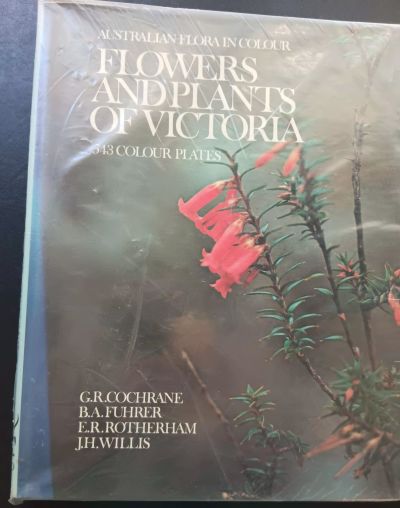 AUSTRALIAN FLORA IN COLOUR
FLOWERS
AND PLANTS
OF VICTORIA
543 COLOUR PLATES
G.R. COCHRANE
B.A. FUHRER
E.R. ROTHERHAM
J.H. WILLIS